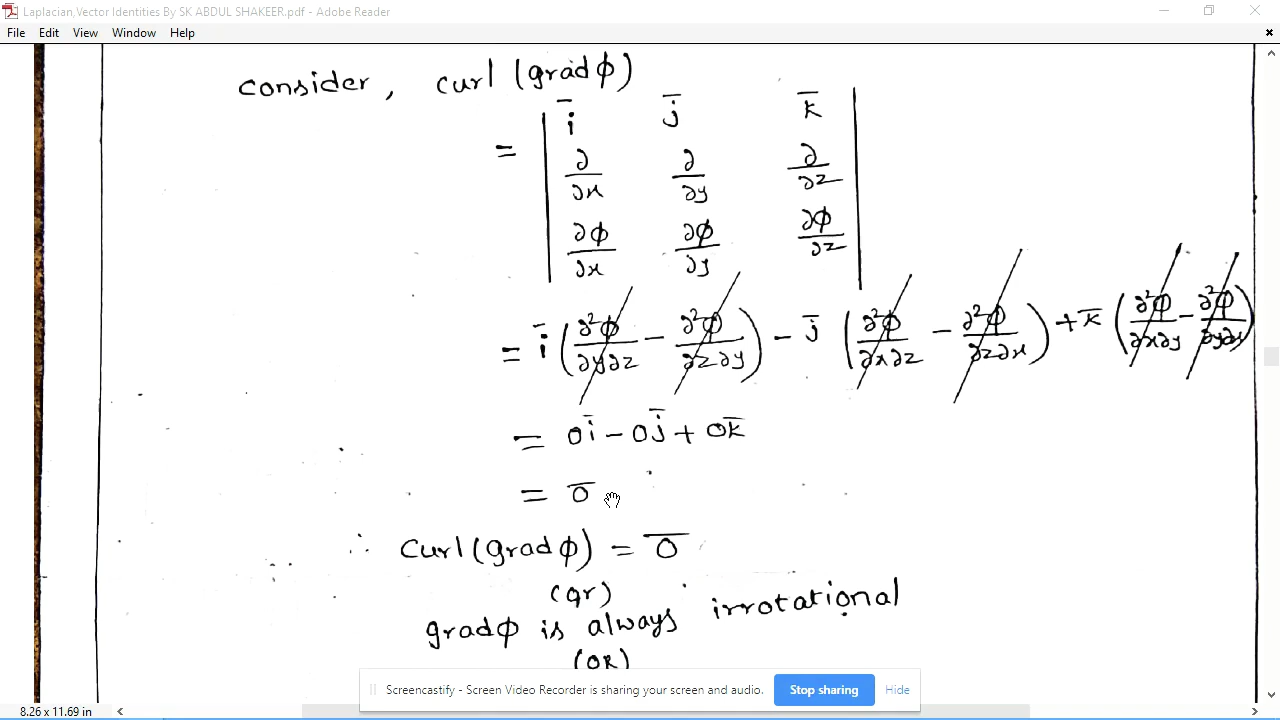 Laplacian,Vector Identities By SK ABDUL SHAKEER.pdf - Adobe Reader
File Edit View Window Help
consider, curl (grad φ)
= | i̅ j̅ k̅ |
| ∂/∂x ∂/∂y ∂/∂z |
| ∂φ/∂x ∂φ/∂y ∂φ/∂z |
= i̅ (∂²φ/∂y∂z − ∂²φ/∂z∂y) − j̅ (∂²φ/∂x∂z − ∂²φ/∂z∂x) + k̅ (∂²φ/∂x∂y − ∂²φ/∂y∂x)
= 0i̅ − 0j̅ + 0k̅
= 0̅
∴ curl(grad φ) = 0̅
(or)
grad φ is always irrotational
(OR)
Screencastify - Screen Video Recorder is sharing your screen and audio. Stop sharing Hide
8.26 x 11.69 in